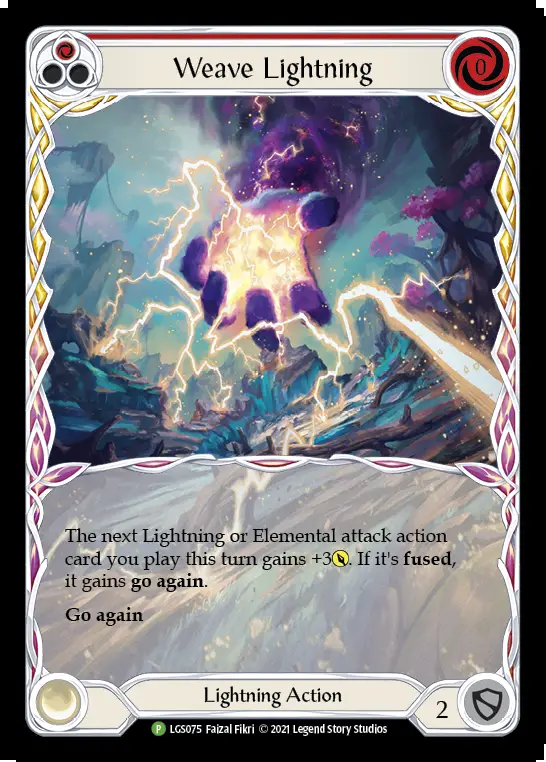 Weave Lightning
0
The next Lightning or Elemental attack action
card you play this turn gains +3. If it's fused,
it gains go again.
Go again
Lightning Action
2
P LGS075 Faizal Fikri © 2021 Legend Story Studios